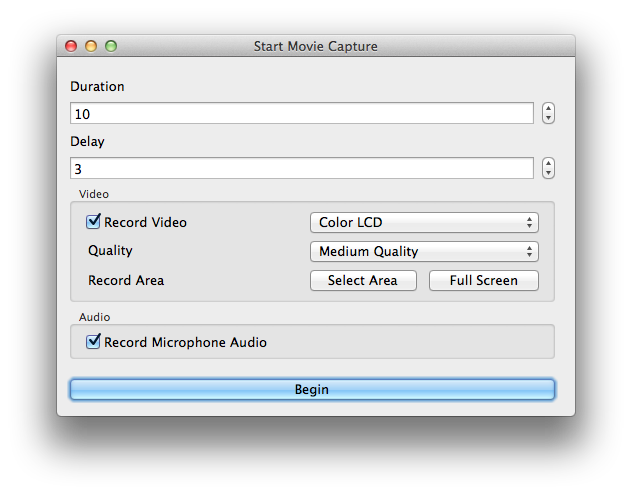 Start Movie Capture
Duration
10
Delay
3
Video
Record Video Color LCD
Quality Medium Quality
Record Area Select Area Full Screen
Audio
Record Microphone Audio
Begin